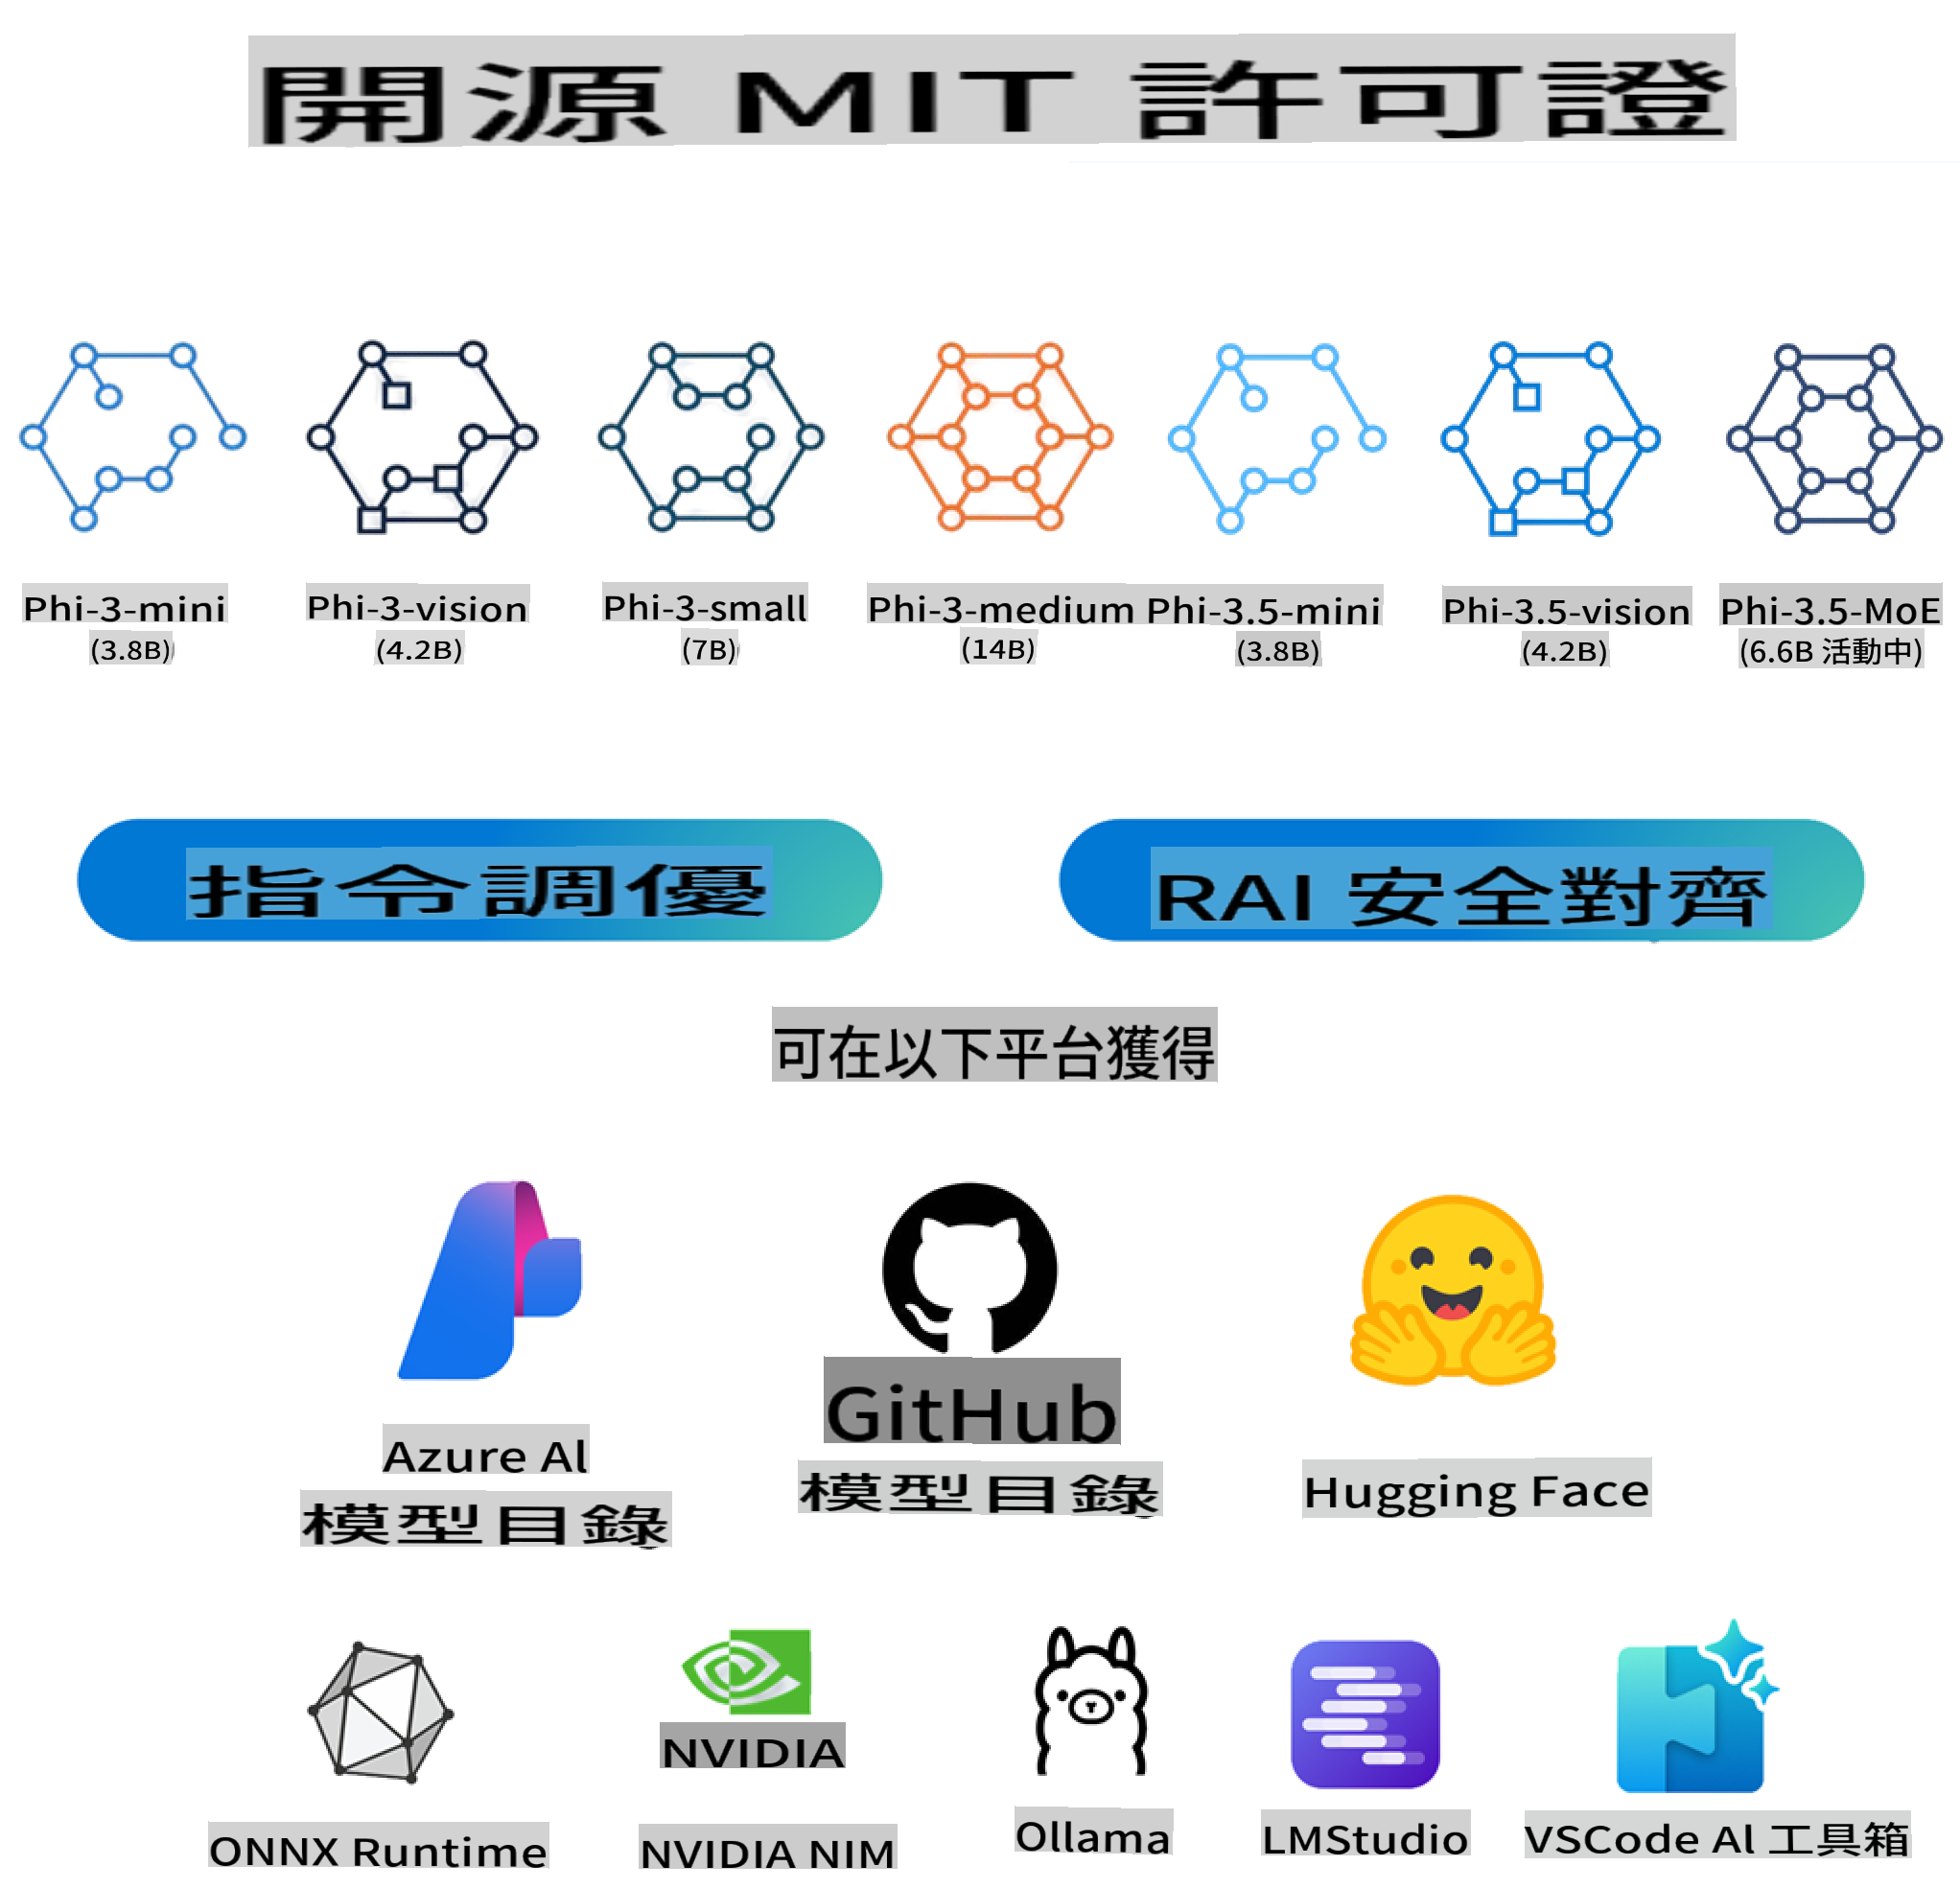 開源 MIT 許可證
Phi-3-mini
(3.8B)
Phi-3-vision
(4.2B)
Phi-3-small
(7B)
Phi-3-medium
(14B)
Phi-3.5-mini
(3.8B)
Phi-3.5-vision
(4.2B)
Phi-3.5-MoE
(6.6B 活動中)
指令調優
RAI 安全對齊
可在以下平台獲得
Azure Al
模型目錄
GitHub
模型目錄
Hugging Face
ONNX Runtime
NVIDIA
NVIDIA NIM
Ollama
LMStudio
VSCode Al 工具箱